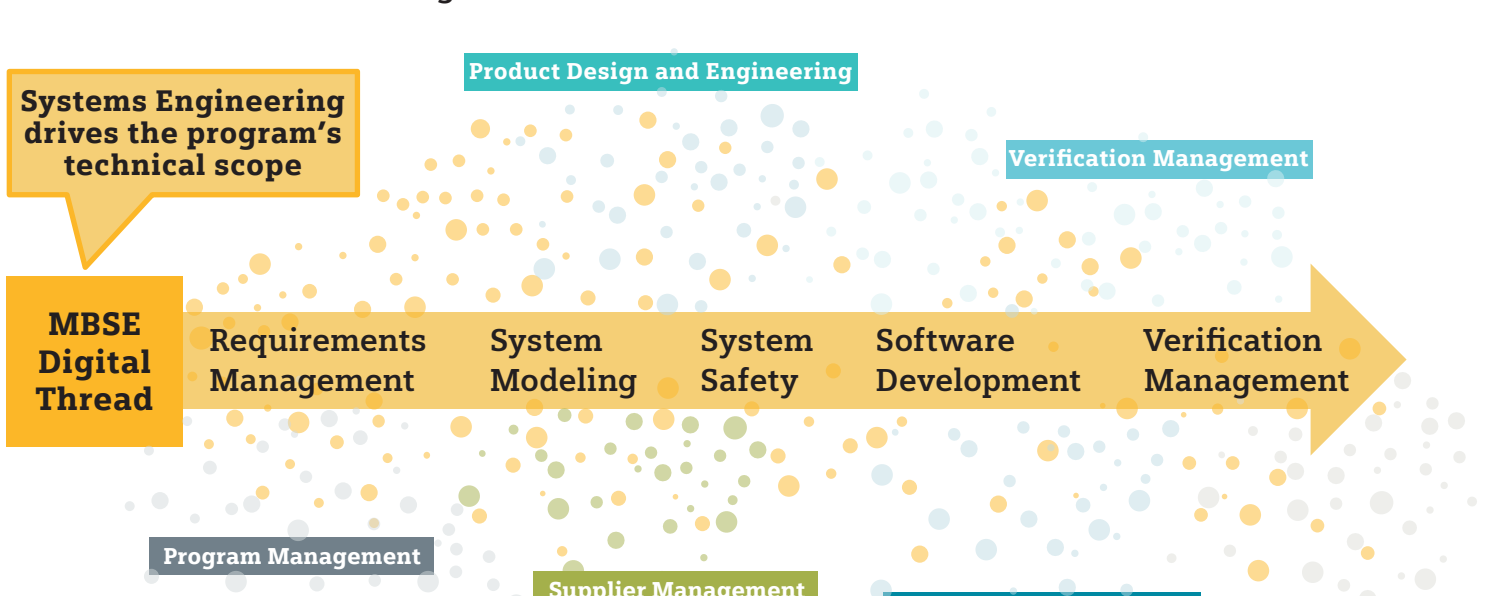 Product Design and Engineering
Systems Engineering
drives the program's
technical scope
Verification Management
MBSE
Digital
Thread
Requirements
Management
System
Modeling
System
Safety
Software
Development
Verification
Management
Program Management
Supplier Management